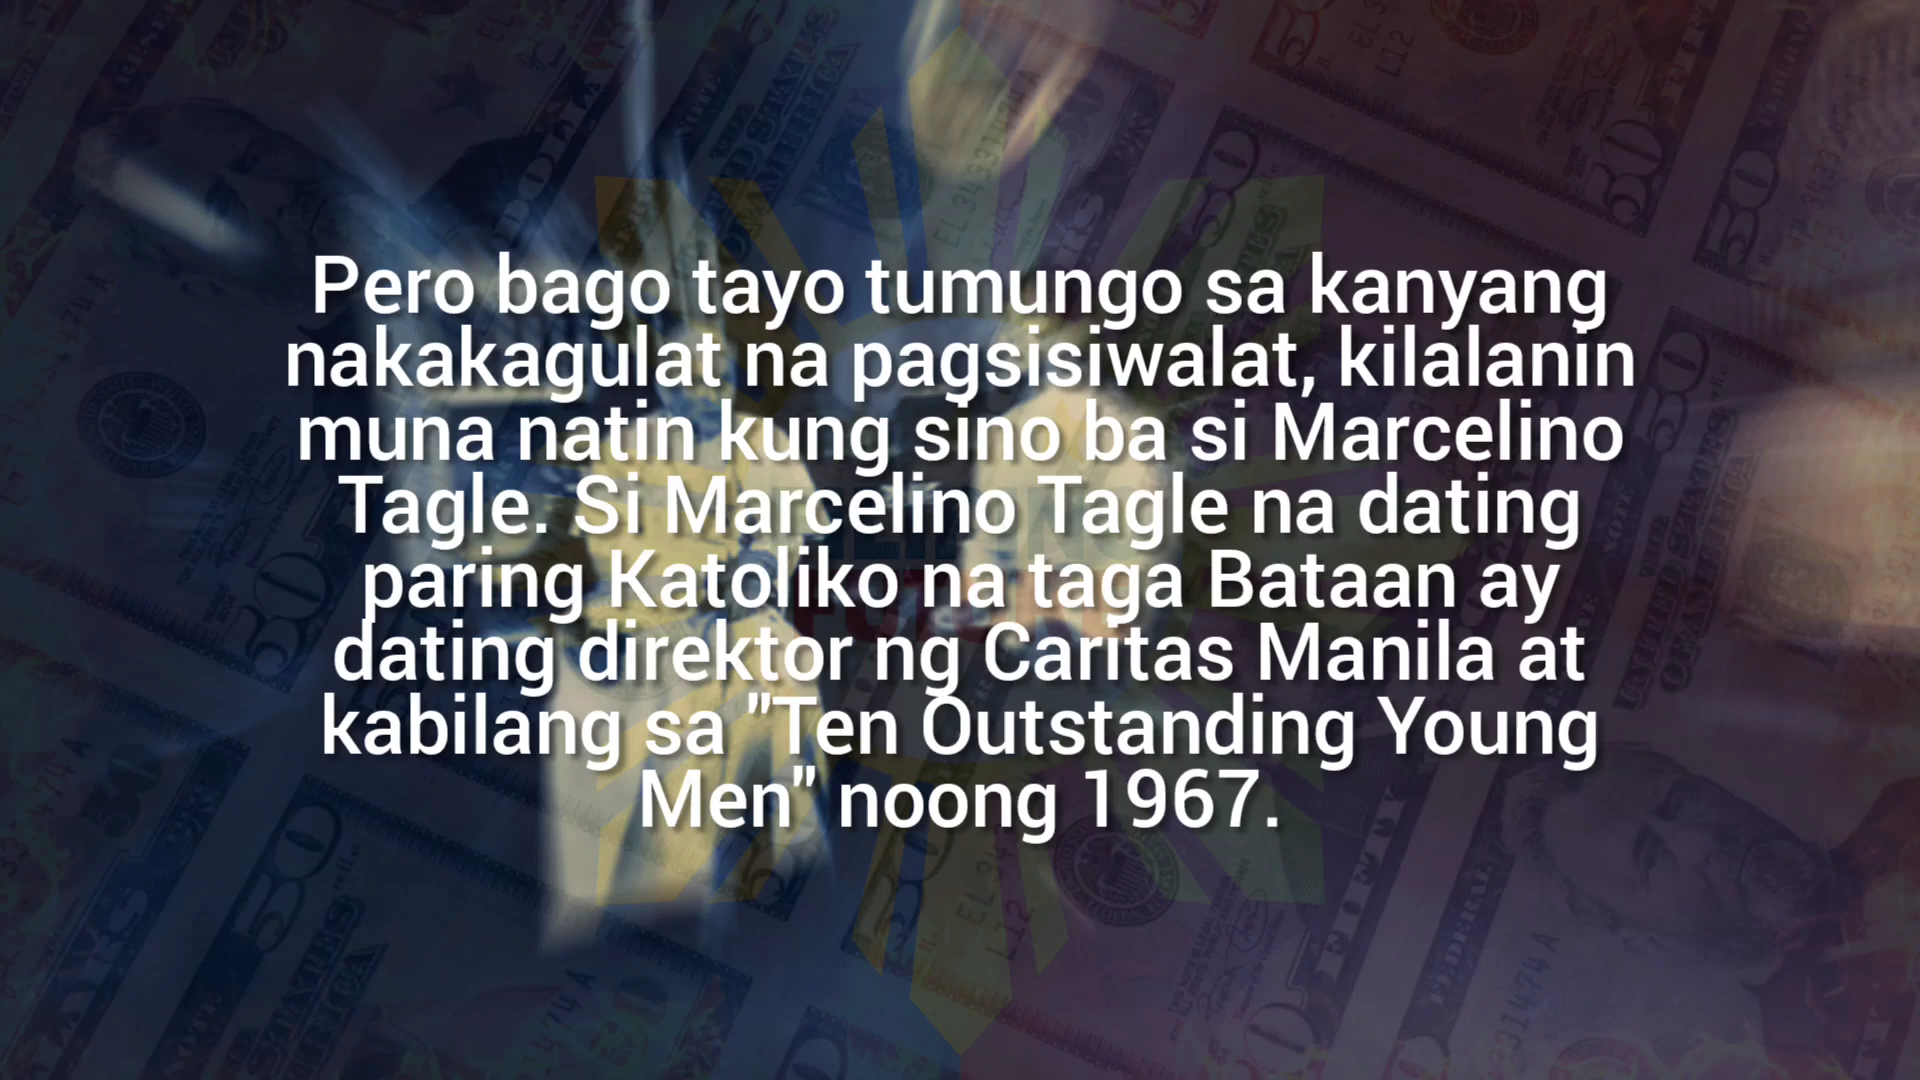 Pero bago tayo tumungo sa kanyang
nakakagulat na pagsisiwalat, kilalanin
muna natin kung sino ba si Marcelino
Tagle. Si Marcelino Tagle na dating
paring Katoliko na taga Bataan ay
dating direktor ng Caritas Manila at
kabilang sa "Ten Outstanding Young
Men" noong 1967.